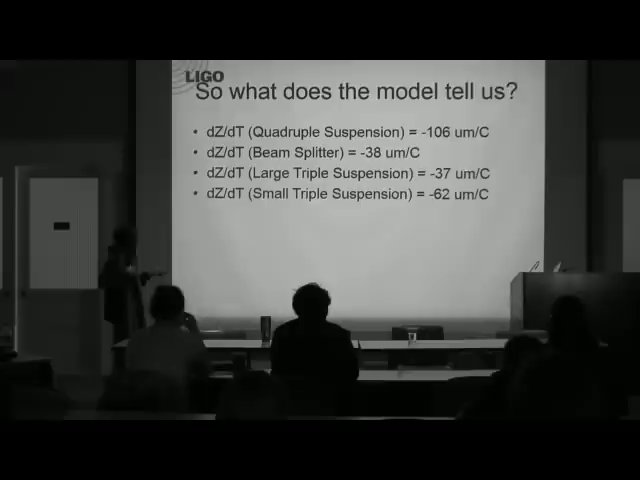 LIGO
So what does the model tell us?
• dZ/dT (Quadruple Suspension) = -106 um/C
• dZ/dT (Beam Splitter) = -38 um/C
• dZ/dT (Large Triple Suspension) = -37 um/C
• dZ/dT (Small Triple Suspension) = -62 um/C